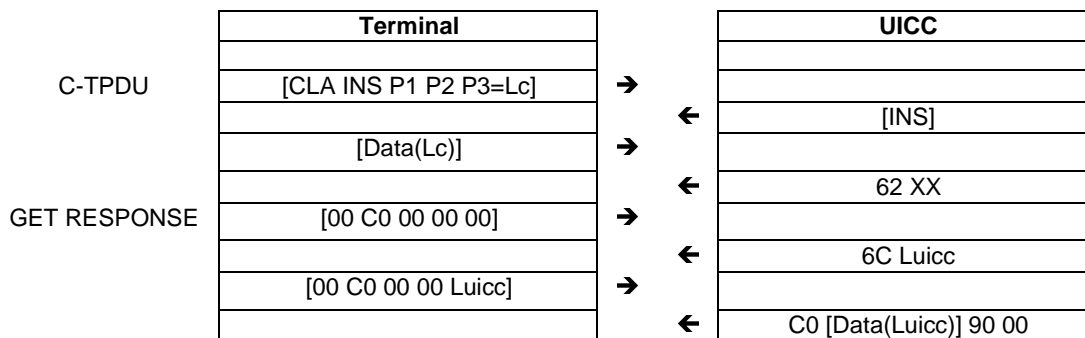 Terminal UICC
C-TPDU [CLA INS P1 P2 P3=Lc] →
← [INS]
[Data(Lc)] →
← 62 XX
GET RESPONSE [00 C0 00 00 00] →
← 6C Luicc
[00 C0 00 00 Luicc] →
← C0 [Data(Luicc)] 90 00